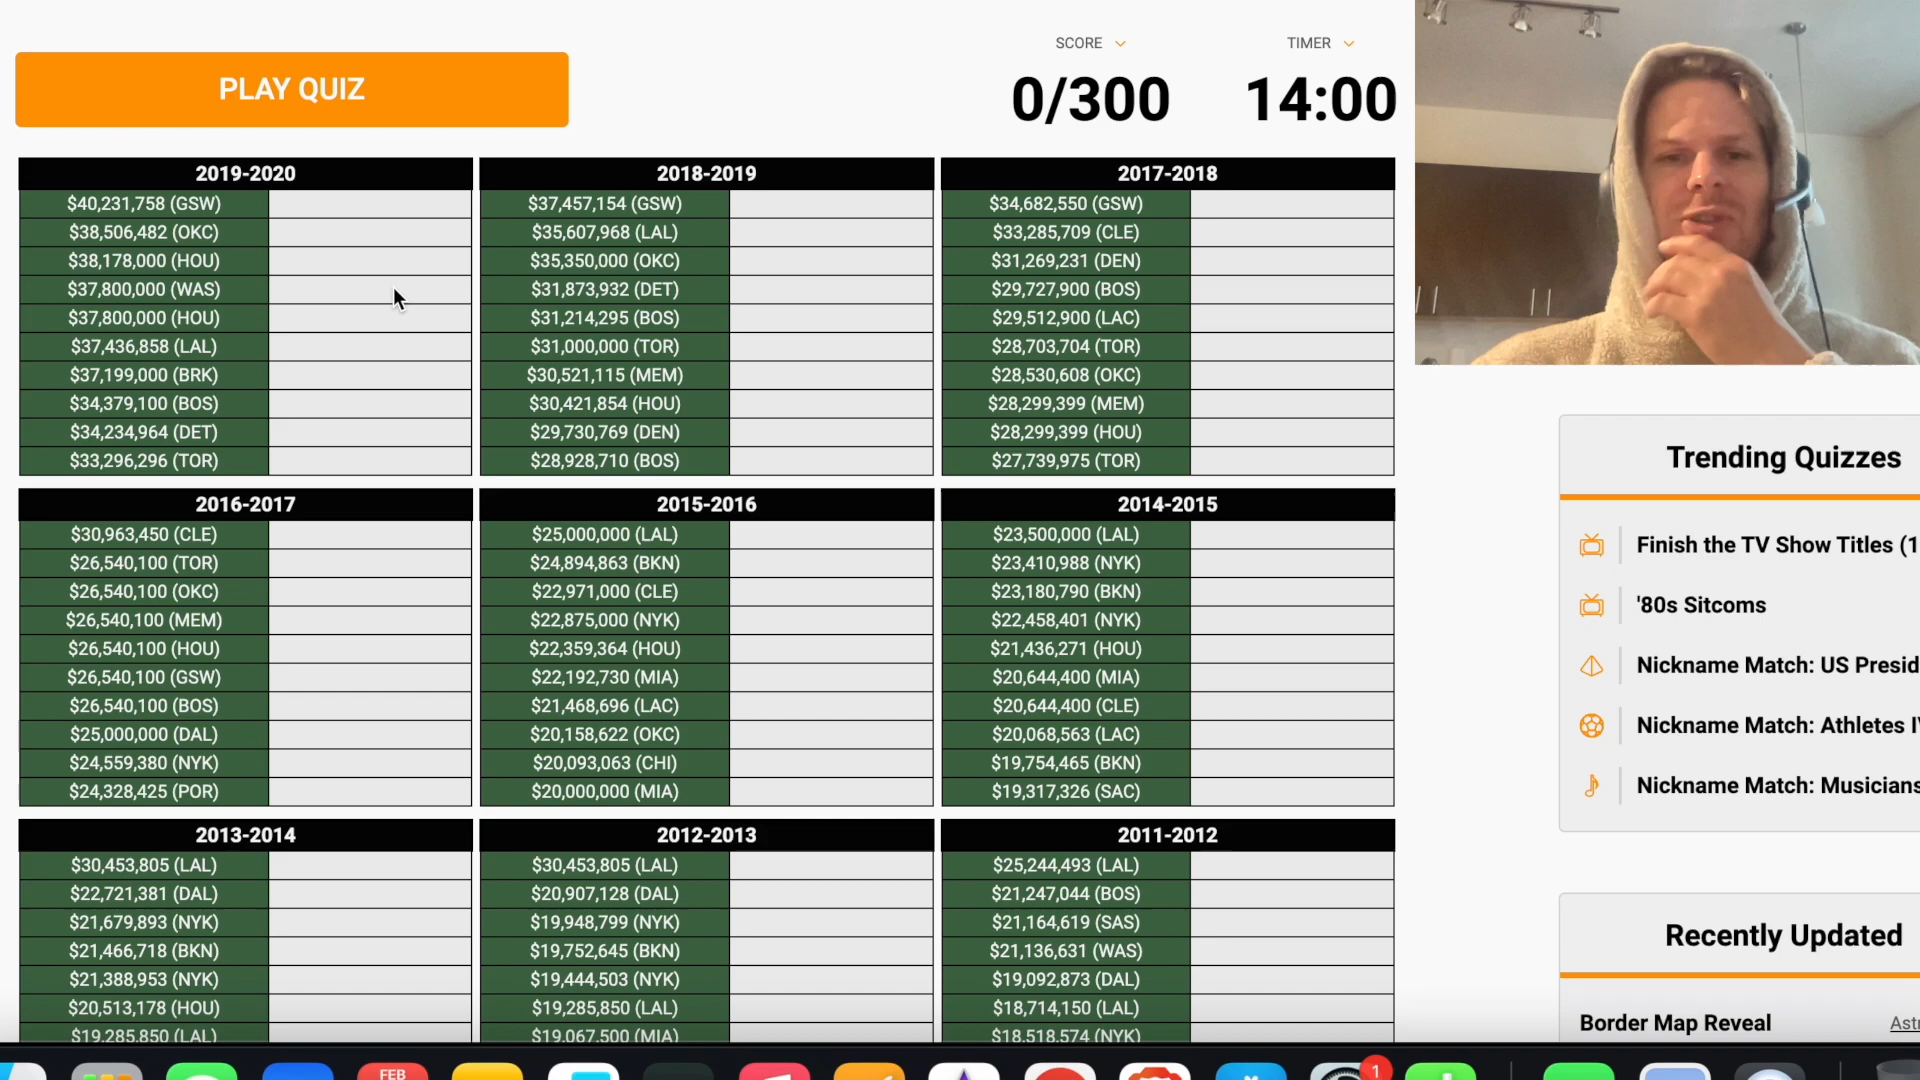 SCORE
TIMER
PLAY QUIZ
0/300
14:00
2019-2020
$40,231,758 (GSW)
$38,506,482 (OKC)
$38,178,000 (HOU)
$37,800,000 (WAS)
$37,800,000 (HOU)
$37,436,858 (LAL)
$37,199,000 (BRK)
$34,379,100 (BOS)
$34,234,964 (DET)
$33,296,296 (TOR)
2018-2019
$37,457,154 (GSW)
$35,607,968 (LAL)
$35,350,000 (OKC)
$31,873,932 (DET)
$31,214,295 (BOS)
$31,000,000 (TOR)
$30,521,115 (MEM)
$30,421,854 (HOU)
$29,730,769 (DEN)
$28,928,710 (BOS)
2017-2018
$34,682,550 (GSW)
$33,285,709 (CLE)
$31,269,231 (DEN)
$29,727,900 (BOS)
$29,512,900 (LAC)
$28,703,704 (TOR)
$28,530,608 (OKC)
$28,299,399 (MEM)
$28,299,399 (HOU)
$27,739,975 (TOR)
2016-2017
$30,963,450 (CLE)
$26,540,100 (TOR)
$26,540,100 (OKC)
$26,540,100 (MEM)
$26,540,100 (HOU)
$26,540,100 (GSW)
$26,540,100 (BOS)
$25,000,000 (DAL)
$24,559,380 (NYK)
$24,328,425 (POR)
2015-2016
$25,000,000 (LAL)
$24,894,863 (BKN)
$22,971,000 (CLE)
$22,875,000 (NYK)
$22,359,364 (HOU)
$22,192,730 (MIA)
$21,468,696 (LAC)
$20,158,622 (OKC)
$20,093,063 (CHI)
$20,000,000 (MIA)
2014-2015
$23,500,000 (LAL)
$23,410,988 (NYK)
$23,180,790 (BKN)
$22,458,401 (NYK)
$21,436,271 (HOU)
$20,644,400 (MIA)
$20,644,400 (CLE)
$20,068,563 (LAC)
$19,754,465 (BKN)
$19,317,326 (SAC)
2013-2014
$30,453,805 (LAL)
$22,721,381 (DAL)
$21,679,893 (NYK)
$21,466,718 (BKN)
$21,388,953 (NYK)
$20,513,178 (HOU)
$19,285,850 (LAL)
2012-2013
$30,453,805 (LAL)
$20,907,128 (DAL)
$19,948,799 (NYK)
$19,752,645 (BKN)
$19,444,503 (NYK)
$19,285,850 (LAL)
$19,067,500 (MIA)
2011-2012
$25,244,493 (LAL)
$21,247,044 (BOS)
$21,164,619 (SAS)
$21,136,631 (WAS)
$19,092,873 (DAL)
$18,714,150 (LAL)
$18,518,574 (NYK)
Trending Quizzes
Finish the TV Show Titles (1
'80s Sitcoms
Nickname Match: US Presid
Nickname Match: Athletes I
Nickname Match: Musicians
Recently Updated
Border Map Reveal
Ast
FEB
1